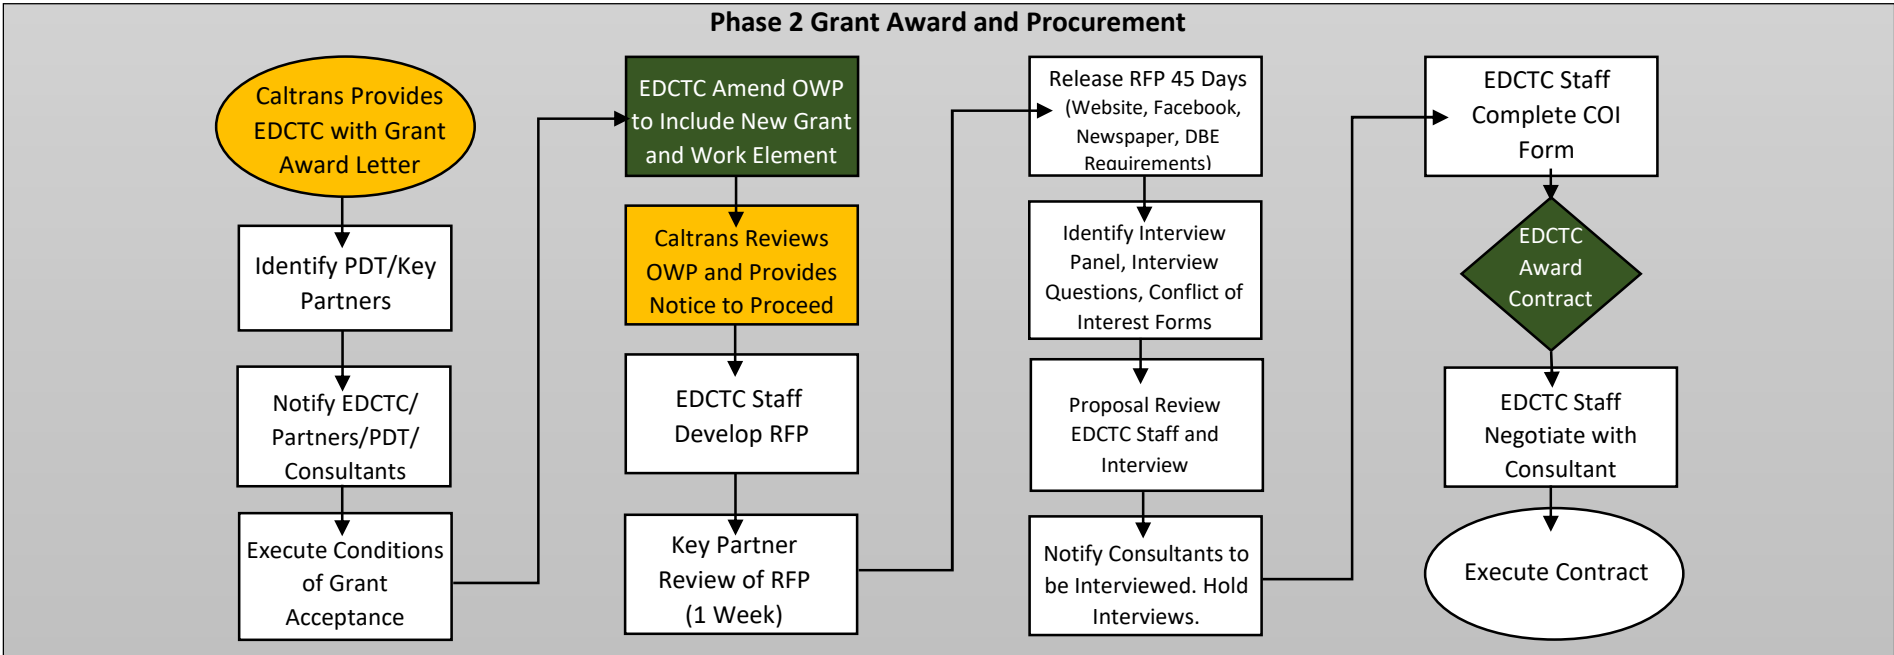 Phase 2 Grant Award and Procurement
Caltrans Provides
EDCTC with Grant
Award Letter
Identify PDT/Key
Partners
Notify EDCTC/
Partners/PDT/
Consultants
Execute Conditions
of Grant
Acceptance
EDCTC Amend OWP
to Include New Grant
and Work Element
Caltrans Reviews
OWP and Provides
Notice to Proceed
EDCTC Staff
Develop RFP
Key Partner
Review of RFP
(1 Week)
Release RFP 45 Days
(Website, Facebook,
Newspaper, DBE
Requirements)
Identify Interview
Panel, Interview
Questions, Conflict of
Interest Forms
Proposal Review
EDCTC Staff and
Interview
Notify Consultants to
be Interviewed. Hold
Interviews.
EDCTC Staff
Complete COI
Form
EDCTC
Award
Contract
EDCTC Staff
Negotiate with
Consultant
Execute Contract